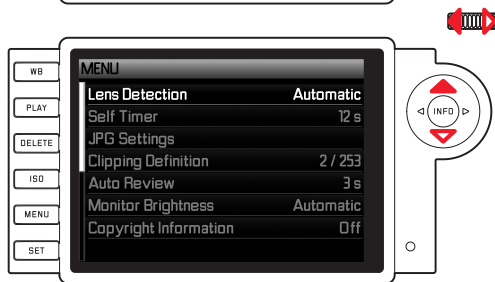 WB
PLAY
DELETE
ISO
MENU
SET
MENU
Lens Detection Automatic
Self Timer 12 s
JPG Settings
Clipping Definition 2 / 253
Auto Review 3 s
Monitor Brightness Automatic
Copyright Information Off
INFO